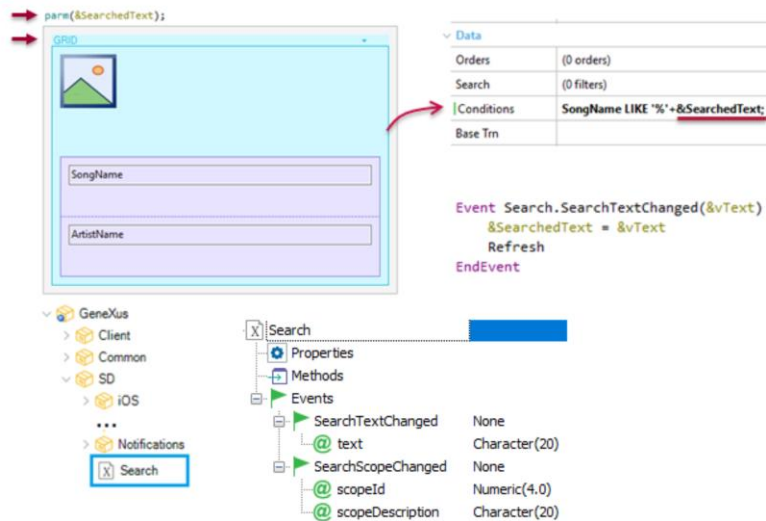 parm(&SearchedText);
GRID
SongName
ArtistName
Data
Orders (0 orders)
Search (0 filters)
Conditions SongName LIKE '%'+&SearchedText;
Base Trn
Event Search.SearchTextChanged(&vText)
&SearchedText = &vText
Refresh
EndEvent
GeneXus
Client
Common
SD
iOS
...
Notifications
Search
Search
Properties
Methods
Events
SearchTextChanged None
text Character(20)
SearchScopeChanged None
scopeId Numeric(4.0)
scopeDescription Character(20)